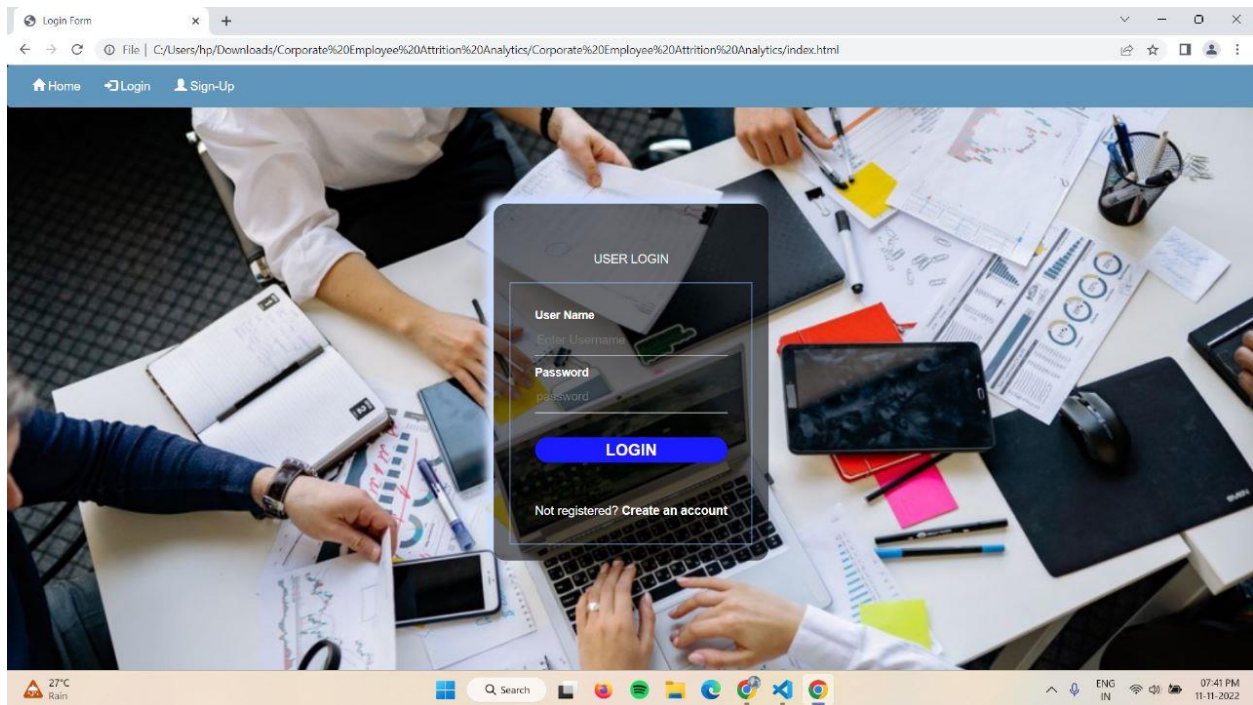 Login Form
File | C:/Users/hp/Downloads/Corporate%20Employee%20Attrition%20Analytics/Corporate%20Employee%20Attrition%20Analytics/index.html
Home Login Sign-Up
USER LOGIN
User Name
Enter Username
Password
password
LOGIN
Not registered? Create an account
27°C
Rain
Search
ENG
IN
07:41 PM
11-11-2022